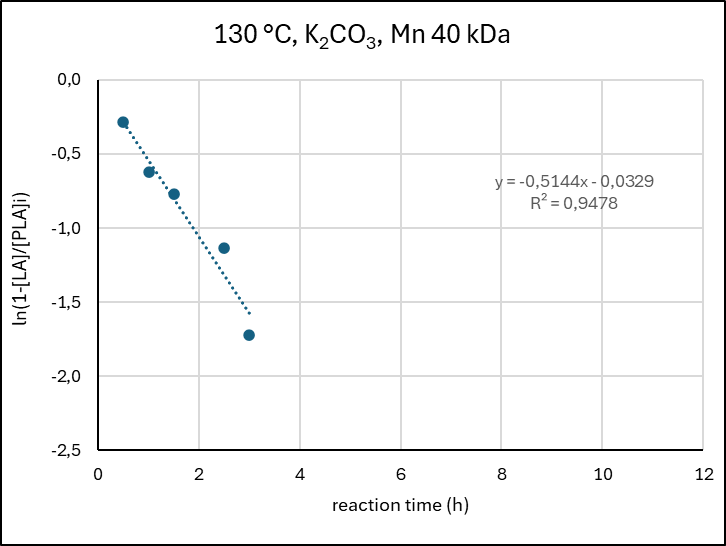 130 °C, K₂CO₃, Mn 40 kDa
0,0
-0,5
-1,0
-1,5
-2,0
-2,5
ln(1-[LA]/[PLA]i)
y = -0,5144x - 0,0329
R² = 0,9478
0 2 4 6 8 10 12
reaction time (h)